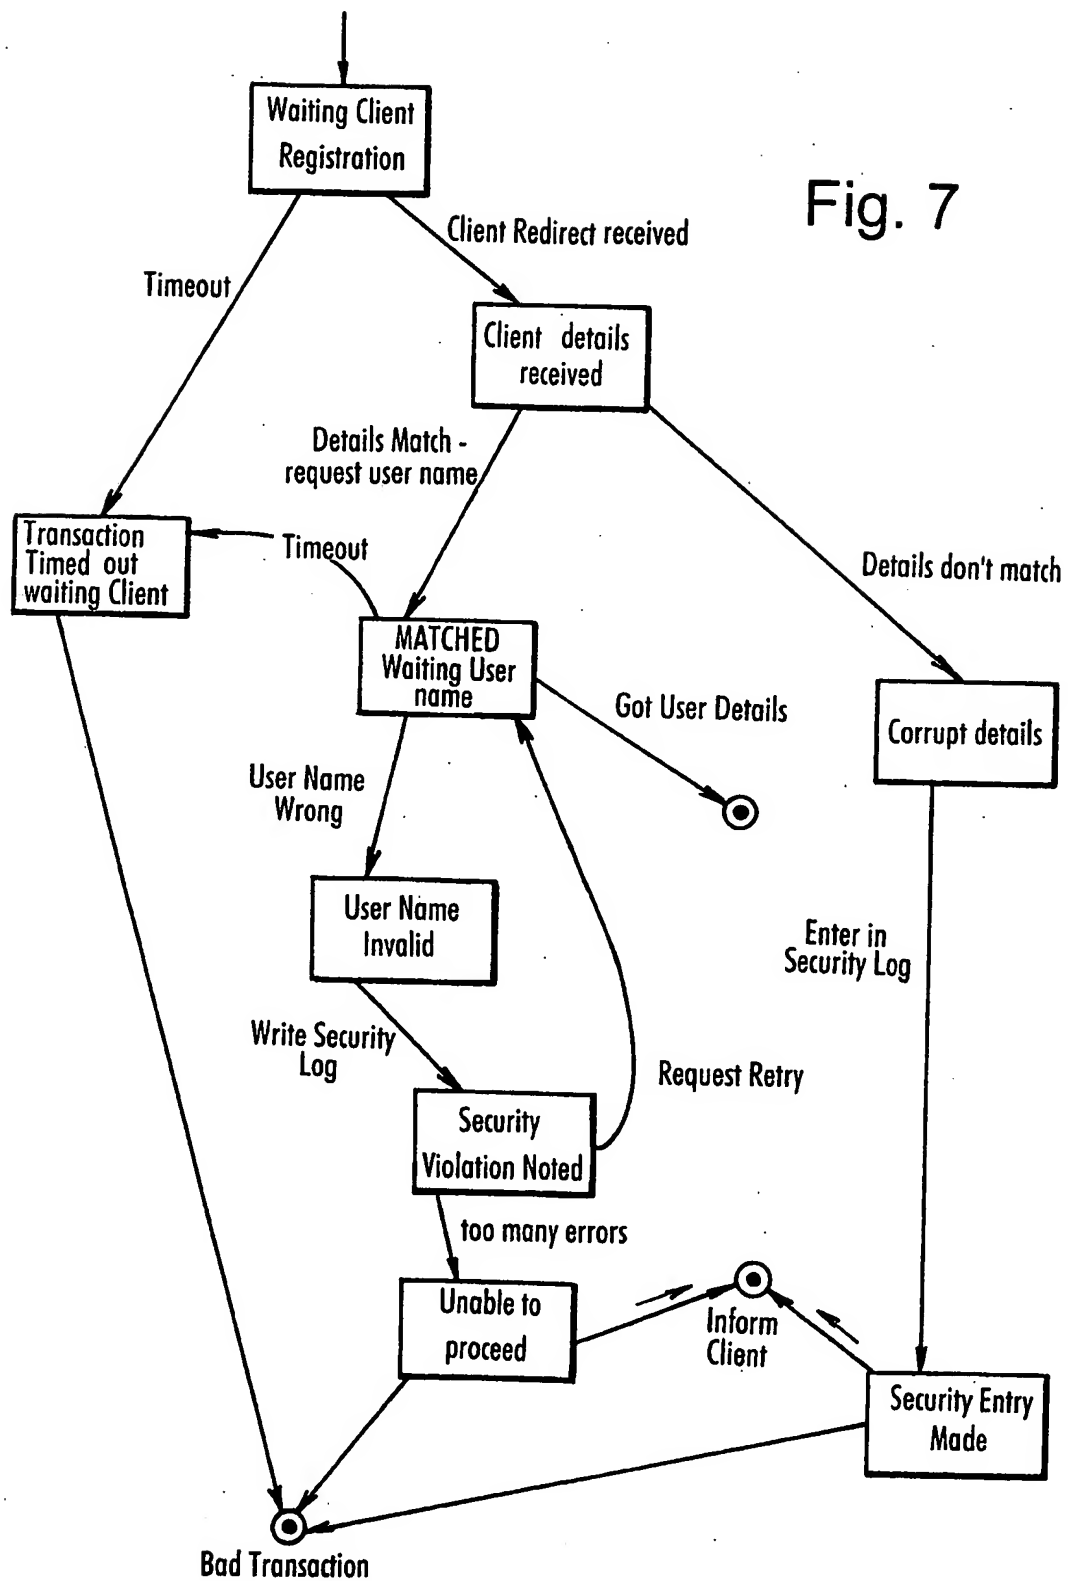 Waiting Client
Registration
Fig. 7
Client Redirect received
Timeout
Client details
received
Details Match -
request user name
Transaction
Timed out
waiting Client
Timeout
Details don't match
MATCHED
Waiting User
name
Got User Details
Corrupt details
User Name
Wrong
User Name
Invalid
Enter in
Security Log
Write Security
Log
Request Retry
Security
Violation Noted
too many errors
Unable to
proceed
Inform
Client
Security Entry
Made
Bad Transaction